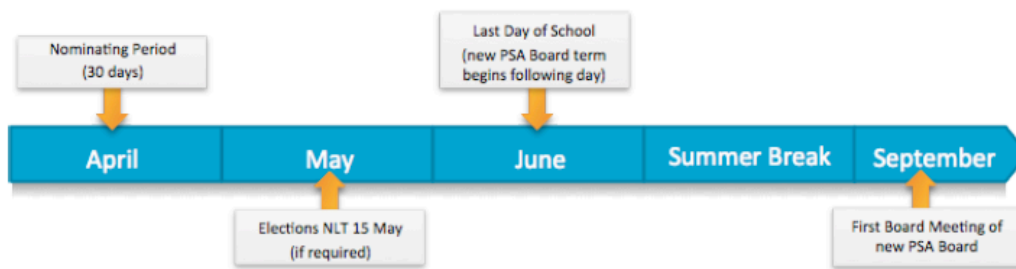 Nominating Period
(30 days)
Last Day of School
(new PSA Board term
begins following day)
April
May
June
Summer Break
September
Elections NLT 15 May
(if required)
First Board Meeting of
new PSA Board